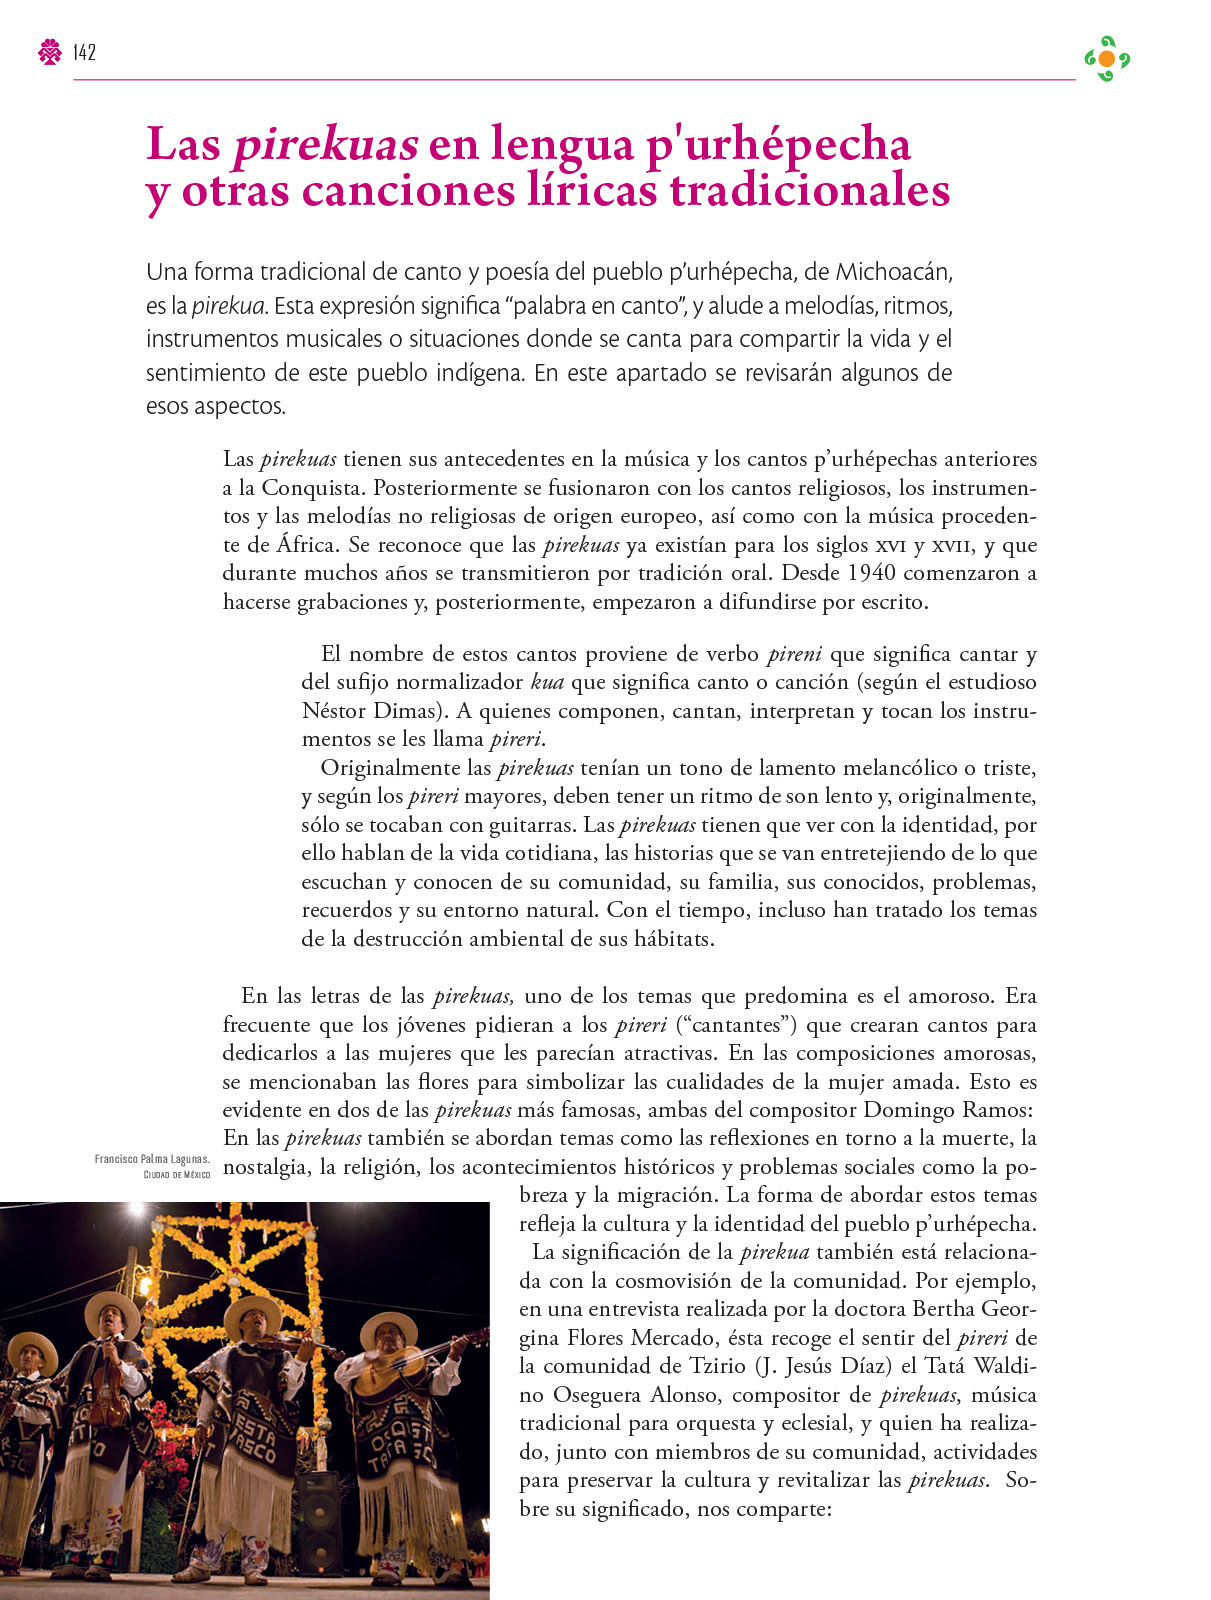 142
Las pirekuas en lengua p'urhépecha
y otras canciones líricas tradicionales
Una forma tradicional de canto y poesía del pueblo p’urhépecha, de Michoacán,
es la pirekua. Esta expresión significa “palabra en canto”, y alude a melodías, ritmos,
instrumentos musicales o situaciones donde se canta para compartir la vida y el
sentimiento de este pueblo indígena. En este apartado se revisarán algunos de
esos aspectos.
Las pirekuas tienen sus antecedentes en la música y los cantos p’urhépechas anteriores
a la Conquista. Posteriormente se fusionaron con los cantos religiosos, los instrumen-
tos y las melodías no religiosas de origen europeo, así como con la música proceden-
te de África. Se reconoce que las pirekuas ya existían para los siglos XVI y XVII, y que
durante muchos años se transmitieron por tradición oral. Desde 1940 comenzaron a
hacerse grabaciones y, posteriormente, empezaron a difundirse por escrito.
El nombre de estos cantos proviene de verbo pireni que significa cantar y
del sufijo normalizador kua que significa canto o canción (según el estudioso
Néstor Dimas). A quienes componen, cantan, interpretan y tocan los instru-
mentos se les llama pireri.
Originalmente las pirekuas tenían un tono de lamento melancólico o triste,
y según los pireri mayores, deben tener un ritmo de son lento y, originalmente,
sólo se tocaban con guitarras. Las pirekuas tienen que ver con la identidad, por
ello hablan de la vida cotidiana, las historias que se van entretejiendo de lo que
escuchan y conocen de su comunidad, su familia, sus conocidos, problemas,
recuerdos y su entorno natural. Con el tiempo, incluso han tratado los temas
de la destrucción ambiental de sus hábitats.
En las letras de las pirekuas, uno de los temas que predomina es el amoroso. Era
frecuente que los jóvenes pidieran a los pireri (“cantantes”) que crearan cantos para
dedicarlos a las mujeres que les parecían atractivas. En las composiciones amorosas,
se mencionaban las flores para simbolizar las cualidades de la mujer amada. Esto es
evidente en dos de las pirekuas más famosas, ambas del compositor Domingo Ramos:
En las pirekuas también se abordan temas como las reflexiones en torno a la muerte, la
nostalgia, la religión, los acontecimientos históricos y problemas sociales como la po-
breza y la migración. La forma de abordar estos temas
refleja la cultura y la identidad del pueblo p’urhépecha.
La significación de la pirekua también está relaciona-
da con la cosmovisión de la comunidad. Por ejemplo,
en una entrevista realizada por la doctora Bertha Geor-
gina Flores Mercado, ésta recoge el sentir del pireri de
la comunidad de Tzirio (J. Jesús Díaz) el Tatá Waldi-
no Oseguera Alonso, compositor de pirekuas, música
tradicional para orquesta y eclesial, y quien ha realiza-
do, junto con miembros de su comunidad, actividades
para preservar la cultura y revitalizar las pirekuas. So-
bre su significado, nos comparte:
Francisco Palma Lagunas.
CIUDAD DE MÉXICO